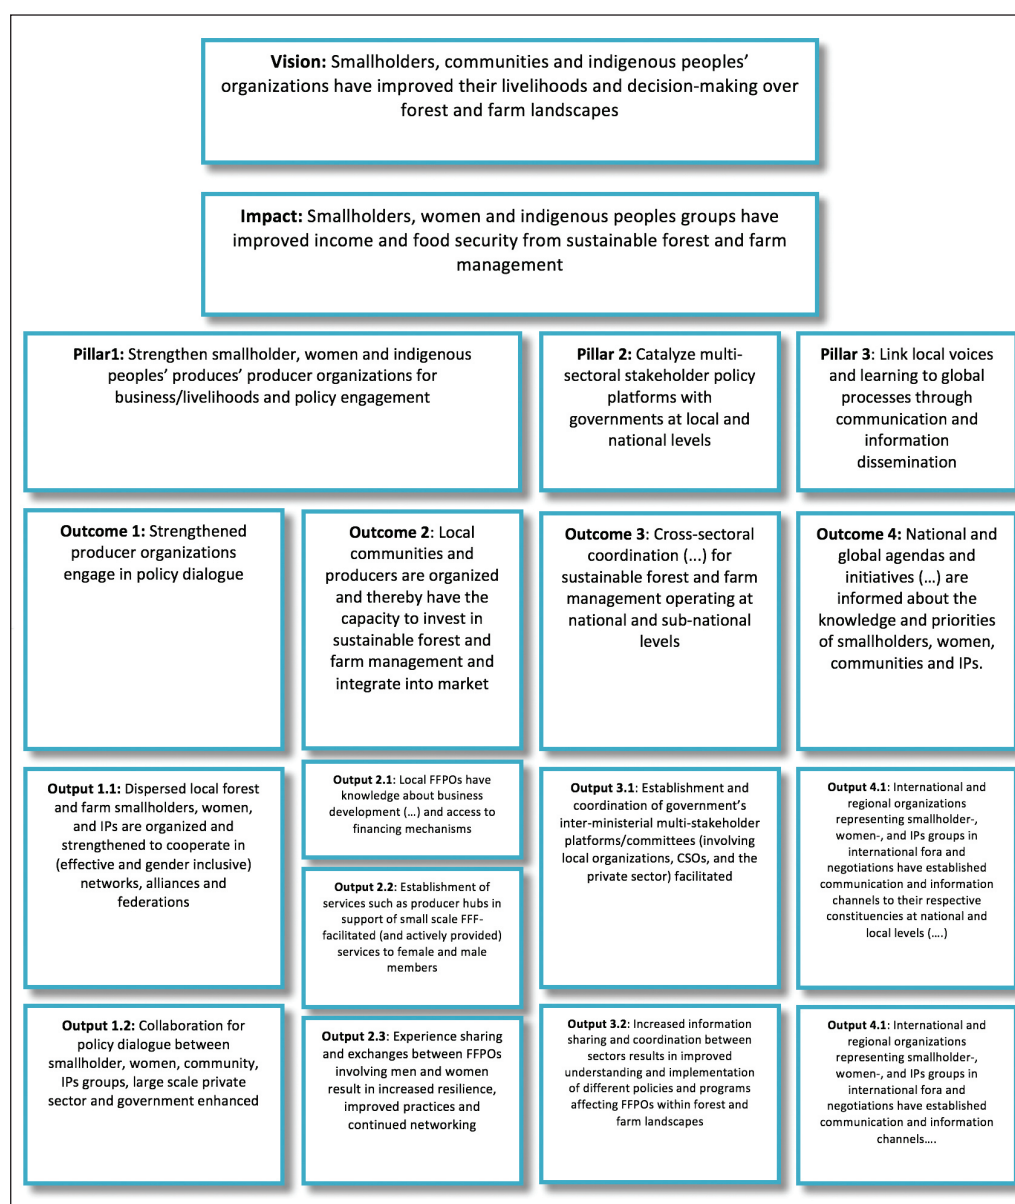 Vision: Smallholders, communities and indigenous peoples’
organizations have improved their livelihoods and decision-making over
forest and farm landscapes
Impact: Smallholders, women and indigenous peoples groups have
improved income and food security from sustainable forest and farm
management
Pillar1: Strengthen smallholder, women and indigenous
peoples’ produces’ producer organizations for
business/livelihoods and policy engagement
Pillar 2: Catalyze multi-
sectoral stakeholder policy
platforms with
governments at local and
national levels
Pillar 3: Link local voices
and learning to global
processes through
communication and
information
dissemination
Outcome 1: Strengthened
producer organizations
engage in policy dialogue
Outcome 2: Local
communities and
producers are organized
and thereby have the
capacity to invest in
sustainable forest and
farm management and
integrate into market
Outcome 3: Cross-sectoral
coordination (...) for
sustainable forest and farm
management operating at
national and sub-national
levels
Outcome 4: National and
global agendas and
initiatives (…) are
informed about the
knowledge and priorities
of smallholders, women,
communities and IPs.
Output 1.1: Dispersed local forest
and farm smallholders, women,
and IPs are organized and
strengthened to cooperate in
(effective and gender inclusive)
networks, alliances and
federations
Output 2.1: Local FFPOs have
knowledge about business
development (…) and access to
financing mechanisms
Output 2.2: Establishment of
services such as producer hubs in
support of small scale FFF-
facilitated (and actively provided)
services to female and male
members
Output 3.1: Establishment and
coordination of government’s
inter-ministerial multi-stakeholder
platforms/committees (involving
local organizations, CSOs, and the
private sector) facilitated
Output 4.1: International and
regional organizations
representing smallholder-,
women-, and IPs groups in
international fora and
negotiations have established
communication and information
channels to their respective
constituencies at national and
local levels (….)
Output 1.2: Collaboration for
policy dialogue between
smallholder, women, community,
IPs groups, large scale private
sector and government enhanced
Output 2.3: Experience sharing
and exchanges between FFPOs
involving men and women
result in increased resilience,
improved practices and
continued networking
Output 3.2: Increased information
sharing and coordination between
sectors results in improved
understanding and implementation
of different policies and programs
affecting FFPOs within forest and
farm landscapes
Output 4.1: International and
regional organizations
representing smallholder-,
women-, and IPs groups in
international fora and
negotiations have established
communication and information
channels….